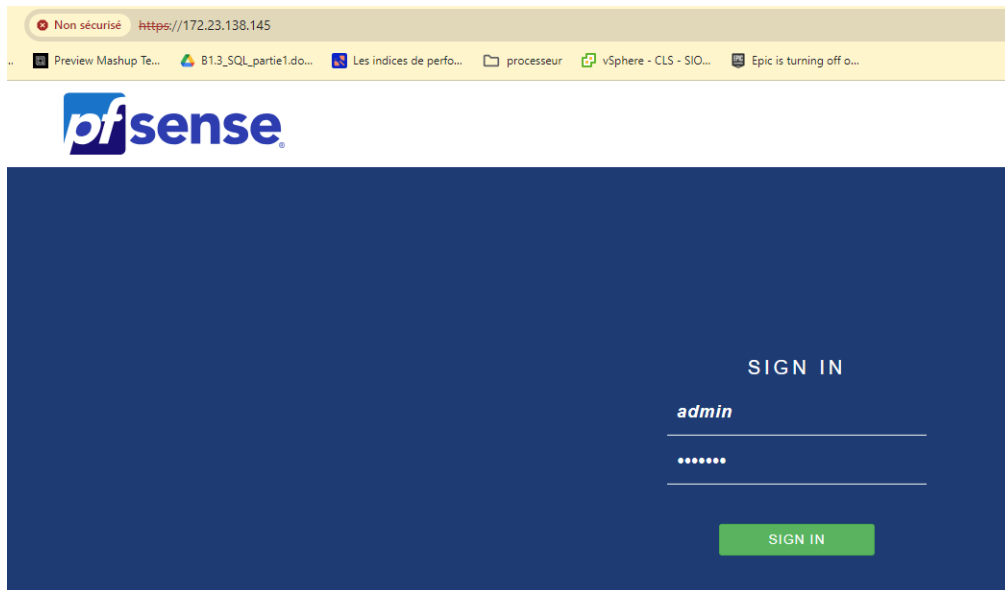 Non sécurisé https://172.23.138.145
.. Preview Mashup Te... B1.3_SQL_partie1.do... Les indices de perfo... processeur vSphere - CLS - SIO... Epic is turning off o...
pfsense®
SIGN IN
admin
•••••••
SIGN IN